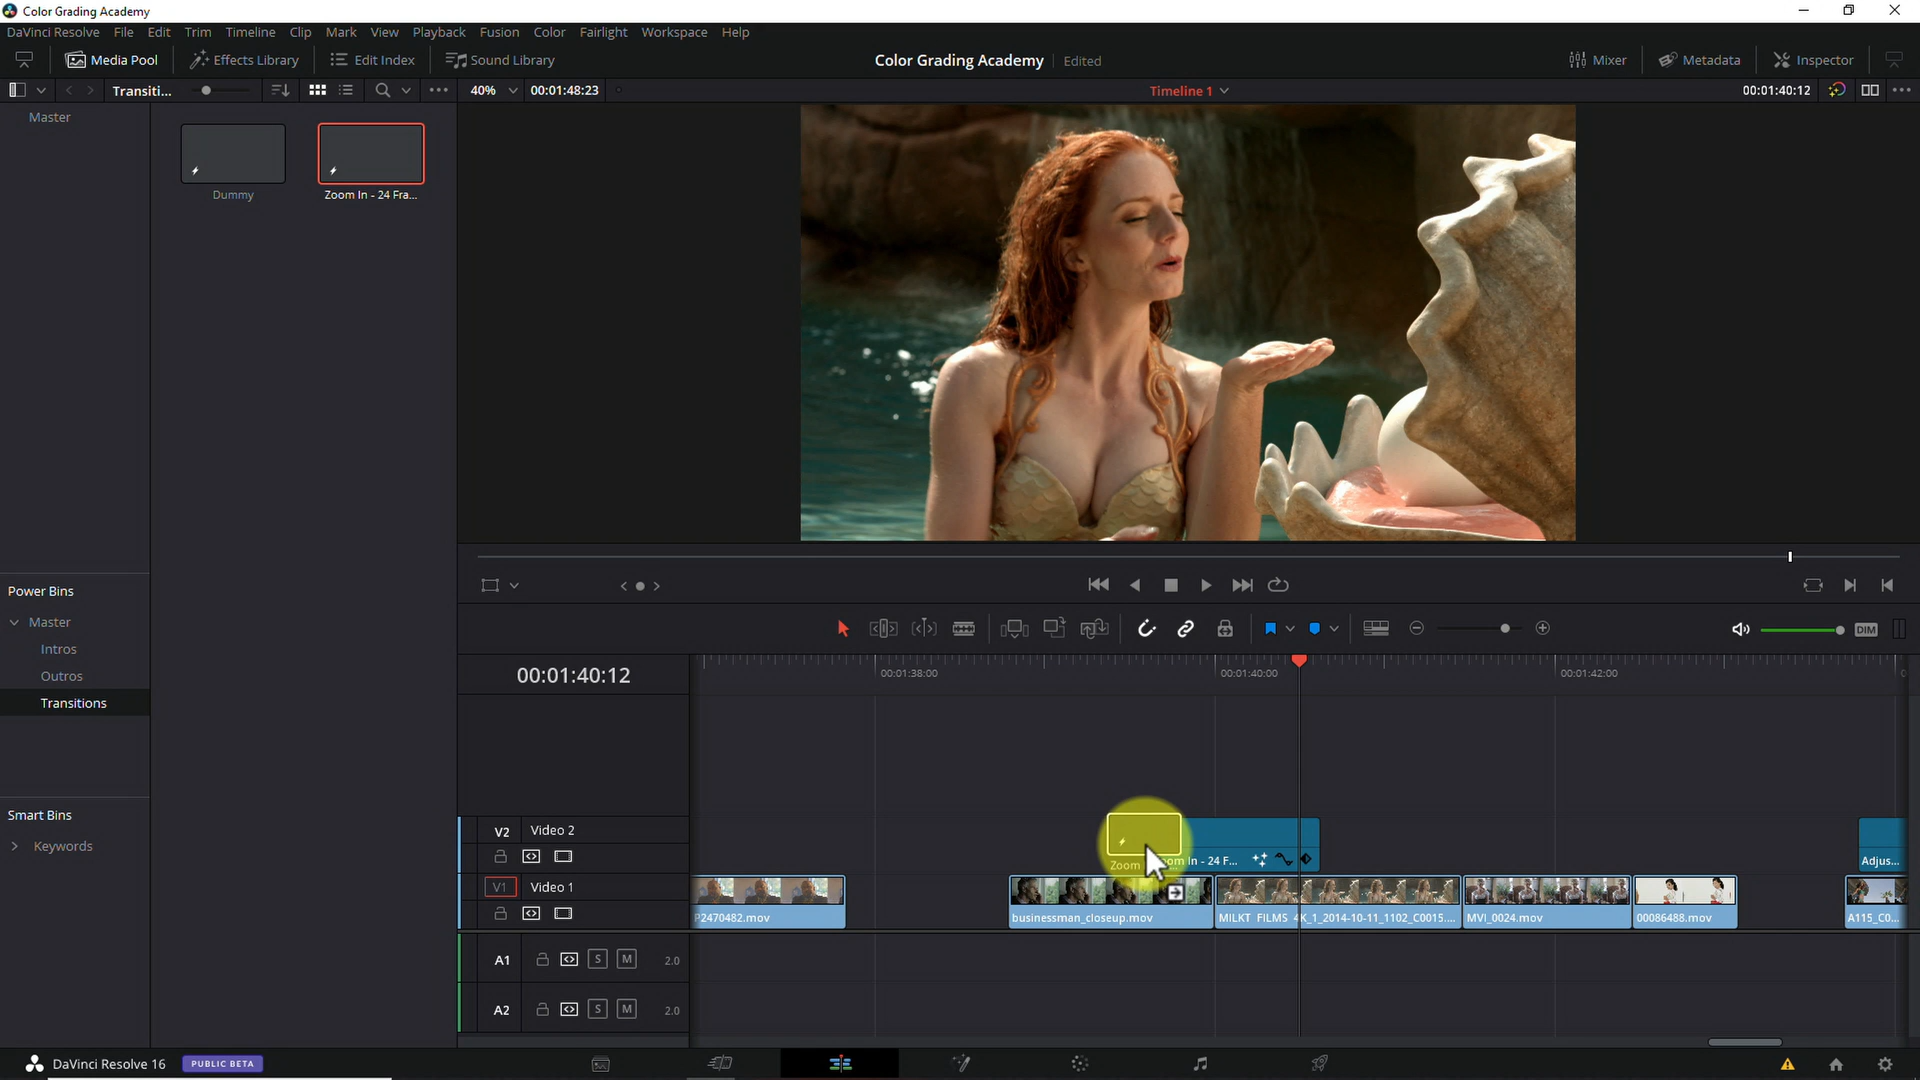 Color Grading Academy
DaVinci Resolve File Edit Trim Timeline Clip Mark View Playback Fusion Color Fairlight Workspace Help
Media Pool Effects Library Edit Index Sound Library Color Grading Academy Edited Mixer Metadata Inspector
Transiti... 40% 00:01:48:23 Timeline 1 00:01:40:12
Master
Dummy Zoom In - 24 Fra...
Power Bins
Master
Intros
Outros
Transitions
Smart Bins
Keywords
DIM
00:01:40:12 00:01:38:00 00:01:40:00 00:01:42:00
V2 Video 2
Zoom om In - 24 F... Adjus...
V1 Video 1
P2470482.mov businessman_closeup.mov MILKT FILMS 4K_1_2014-10-11_1102_C0015.... MVI_0024.mov 00086488.mov A115_C0...
A1 S M 2.0
A2 S M 2.0
DaVinci Resolve 16 PUBLIC BETA